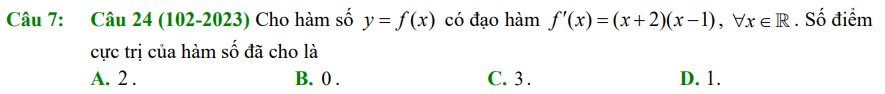 Câu 7: Câu 24 (102-2023) Cho hàm số y = f(x) có đạo hàm f′(x) = (x+2)(x−1), ∀x ∈ ℝ. Số điểm
cực trị của hàm số đã cho là
A. 2. B. 0. C. 3. D. 1.